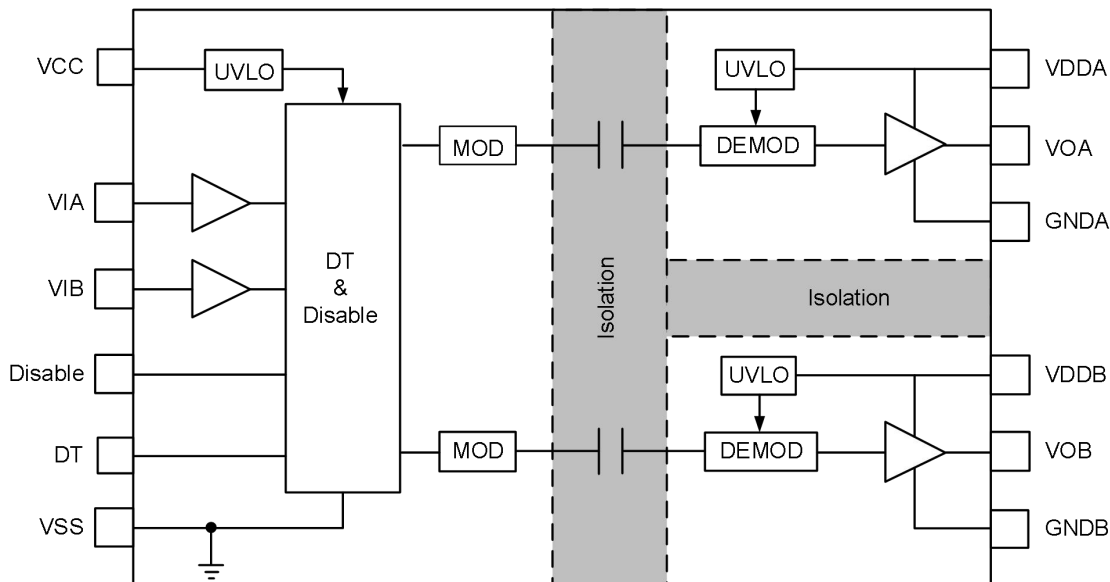 VCC
UVLO
VIA
VIB
Disable
DT
VSS
DT
&
Disable
MOD
MOD
Isolation
UVLO
DEMOD
VDDA
VOA
GNDA
Isolation
UVLO
DEMOD
VDDB
VOB
GNDB